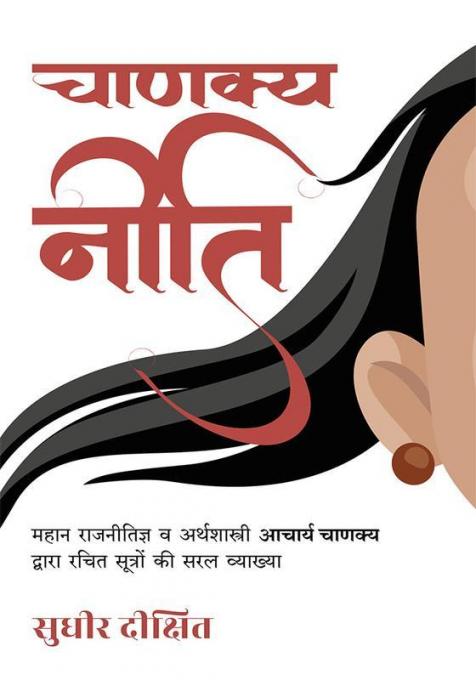 चाणक्य
नीति
महान राजनीतिज्ञ व अर्थशास्त्री आचार्य चाणक्य
द्वारा रचित सूत्रों की सरल व्याख्या
सुधीर दीक्षित